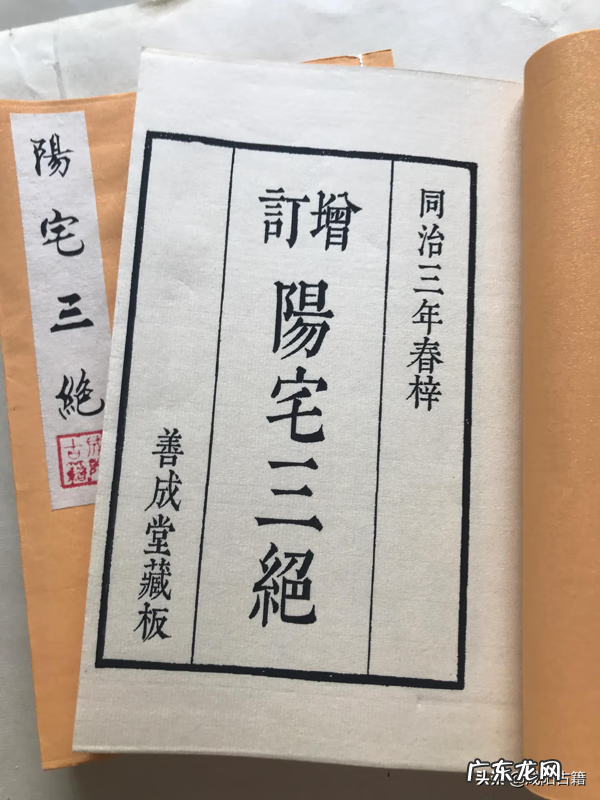 同治三年春梓
增訂
陽宅三絕
善成堂藏板
陽宅三絶
广东龙网